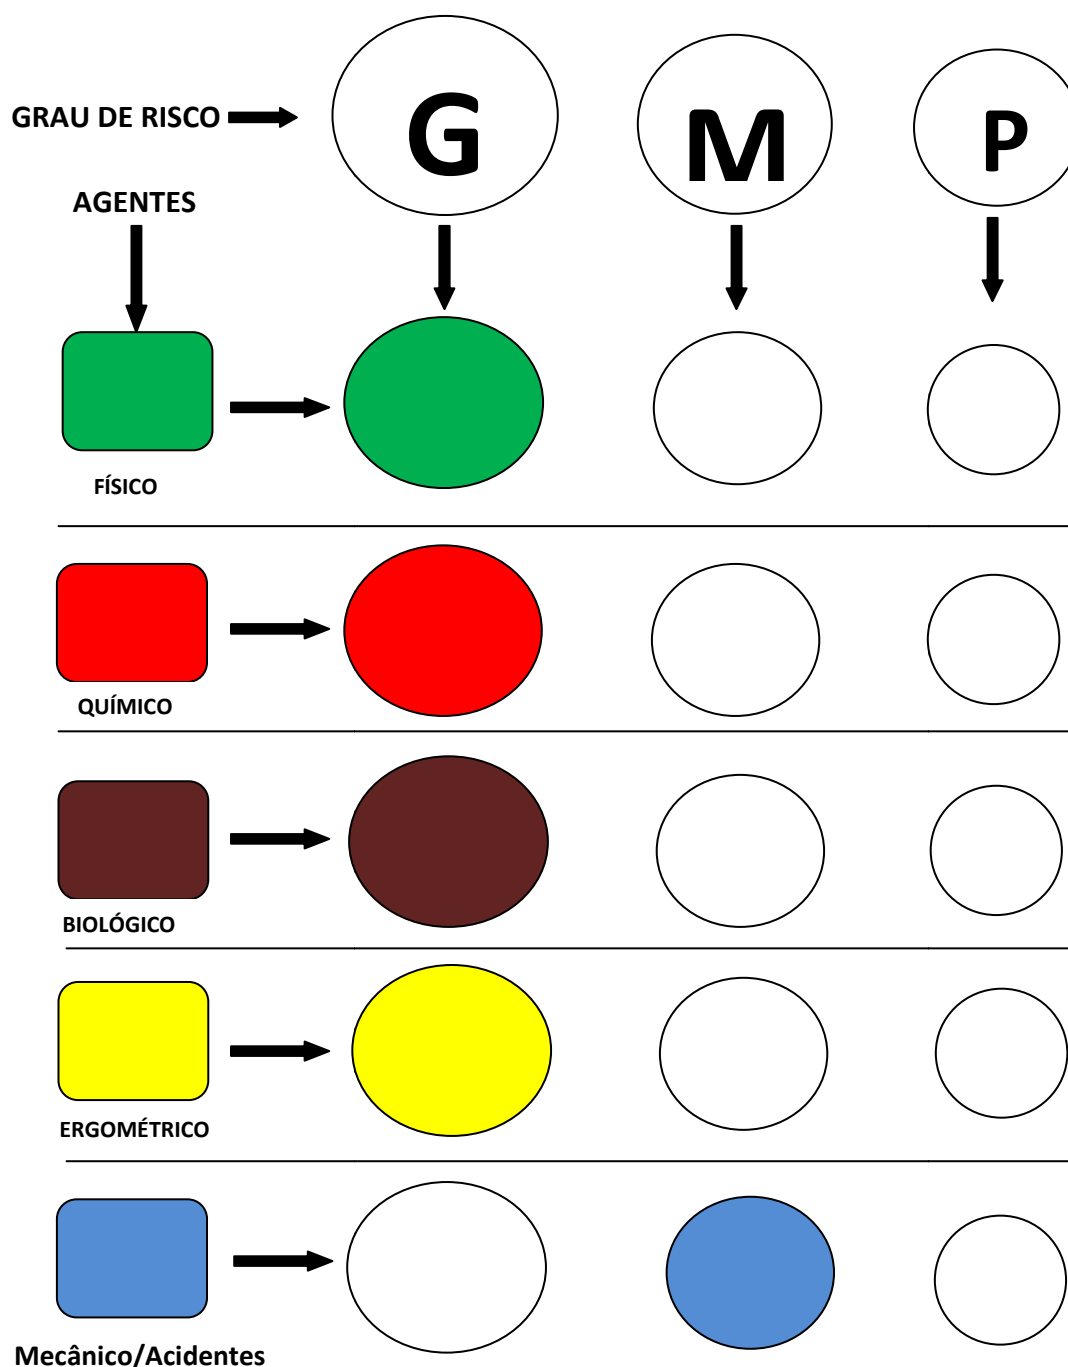 GRAU DE RISCO
G
M
P
AGENTES
FÍSICO
QUÍMICO
BIOLÓGICO
ERGOMÉTRICO
Mecânico/Acidentes